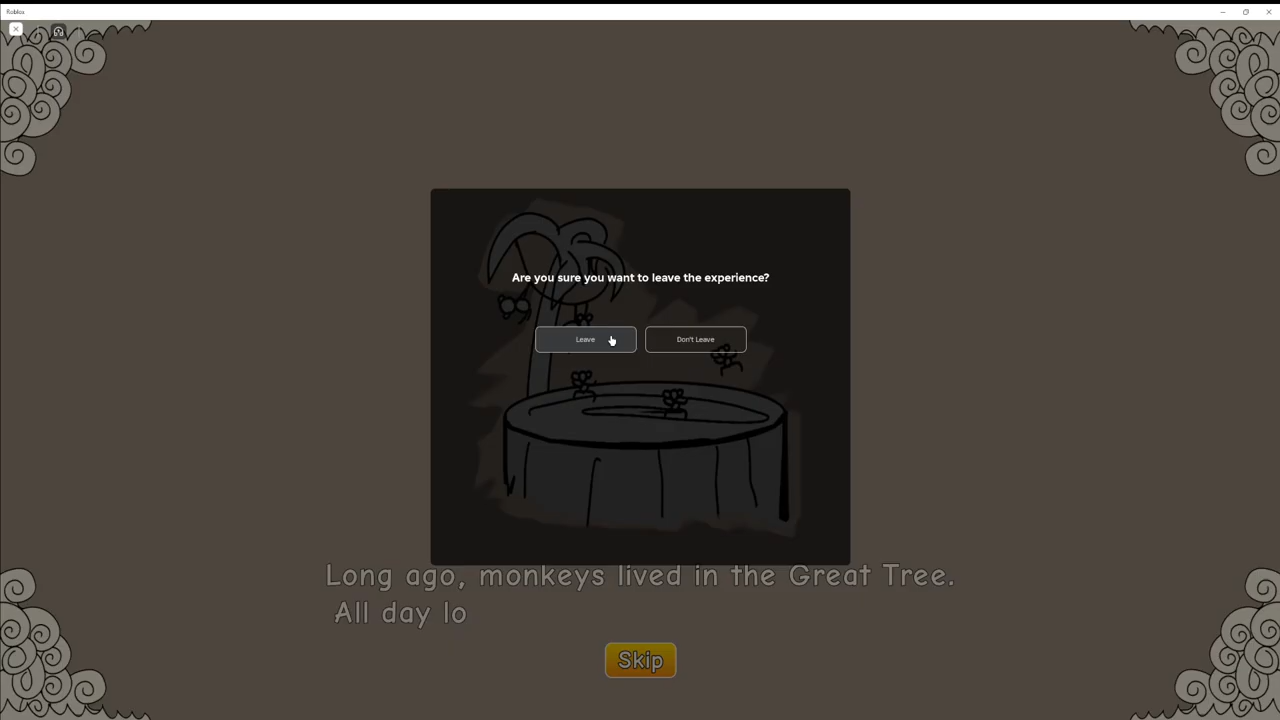 Roblox
Are you sure you want to leave the experience?
Leave
Don't Leave
Long ago, monkeys lived in the Great Tree.
All day lo
Skip